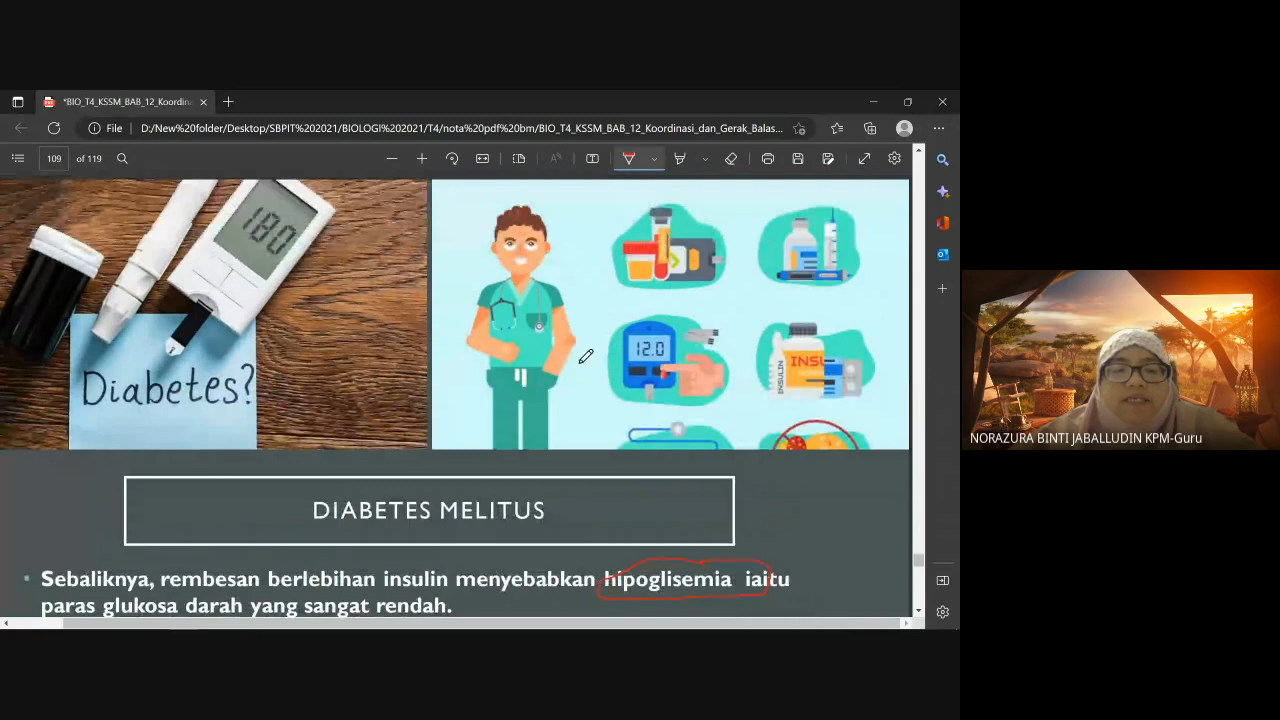 *BIO_T4_KSSM_BAB_12_Koordin
File
D:/New%20folder/Desktop/SBPIT%202021/BIOLOGI%202021/T4/nota%20pdf%20bm/BIO_T4_KSSM_BAB_12_Koordinasi_dan_Gerak_Balas...
109 of 119
180
Diabetes?
12.0
INSULIN
INSU
DIABETES MELITUS
• Sebaliknya, rembesan berlebihan insulin menyebabkan hipoglisemia iaitu
paras glukosa darah yang sangat rendah.
NORAZURA BINTI JABALLUDIN KPM-Guru